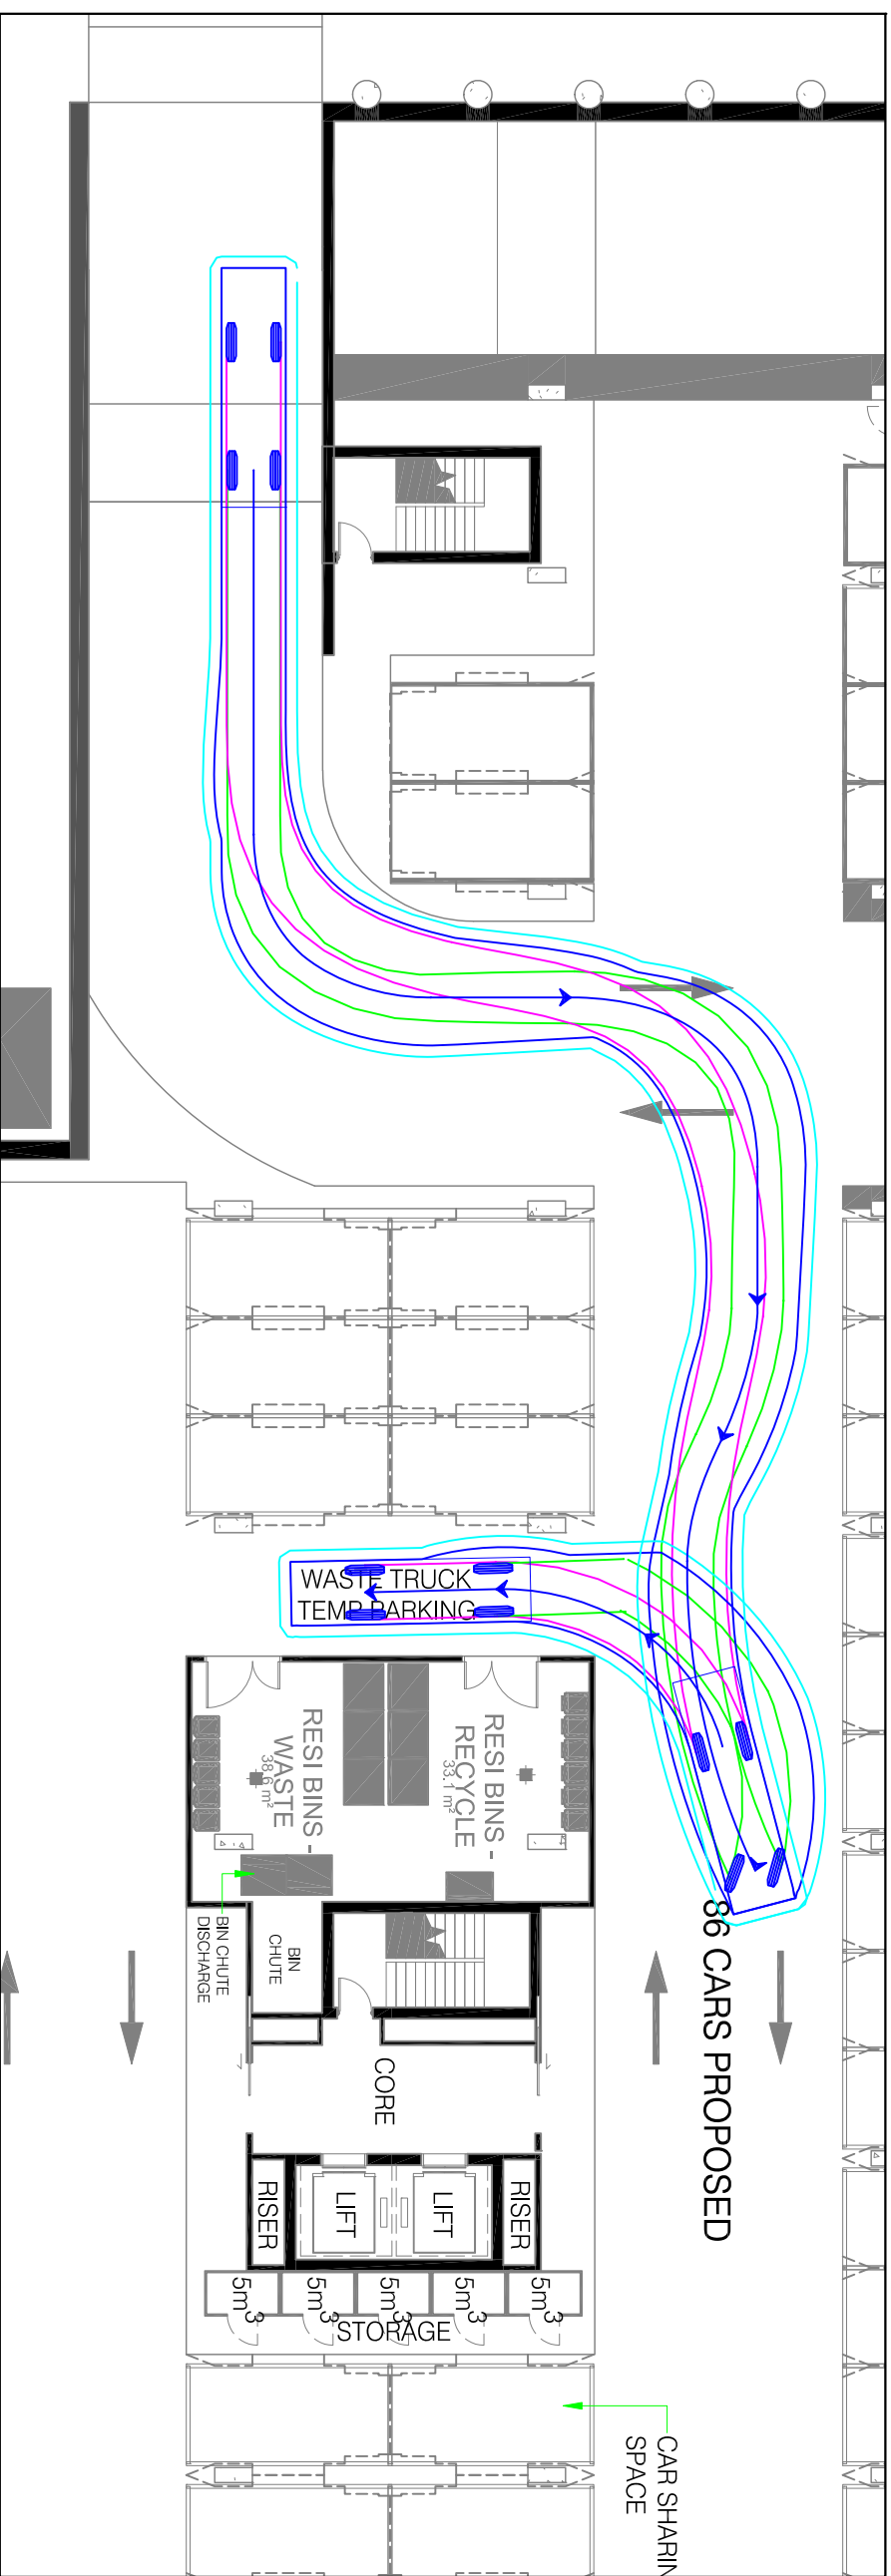 WASTE TRUCK
TEMP PARKING
RESI BINS -
WASTE
38.6 m²
RESI BINS -
RECYCLE
33.1 m²
BIN CHUTE
DISCHARGE
BIN
CHUTE
86 CARS PROPOSED
CORE
RISER
LIFT
LIFT
RISER
5m³
5m³
5m³
5m³
5m³
STORAGE
CAR SHARIN
SPACE